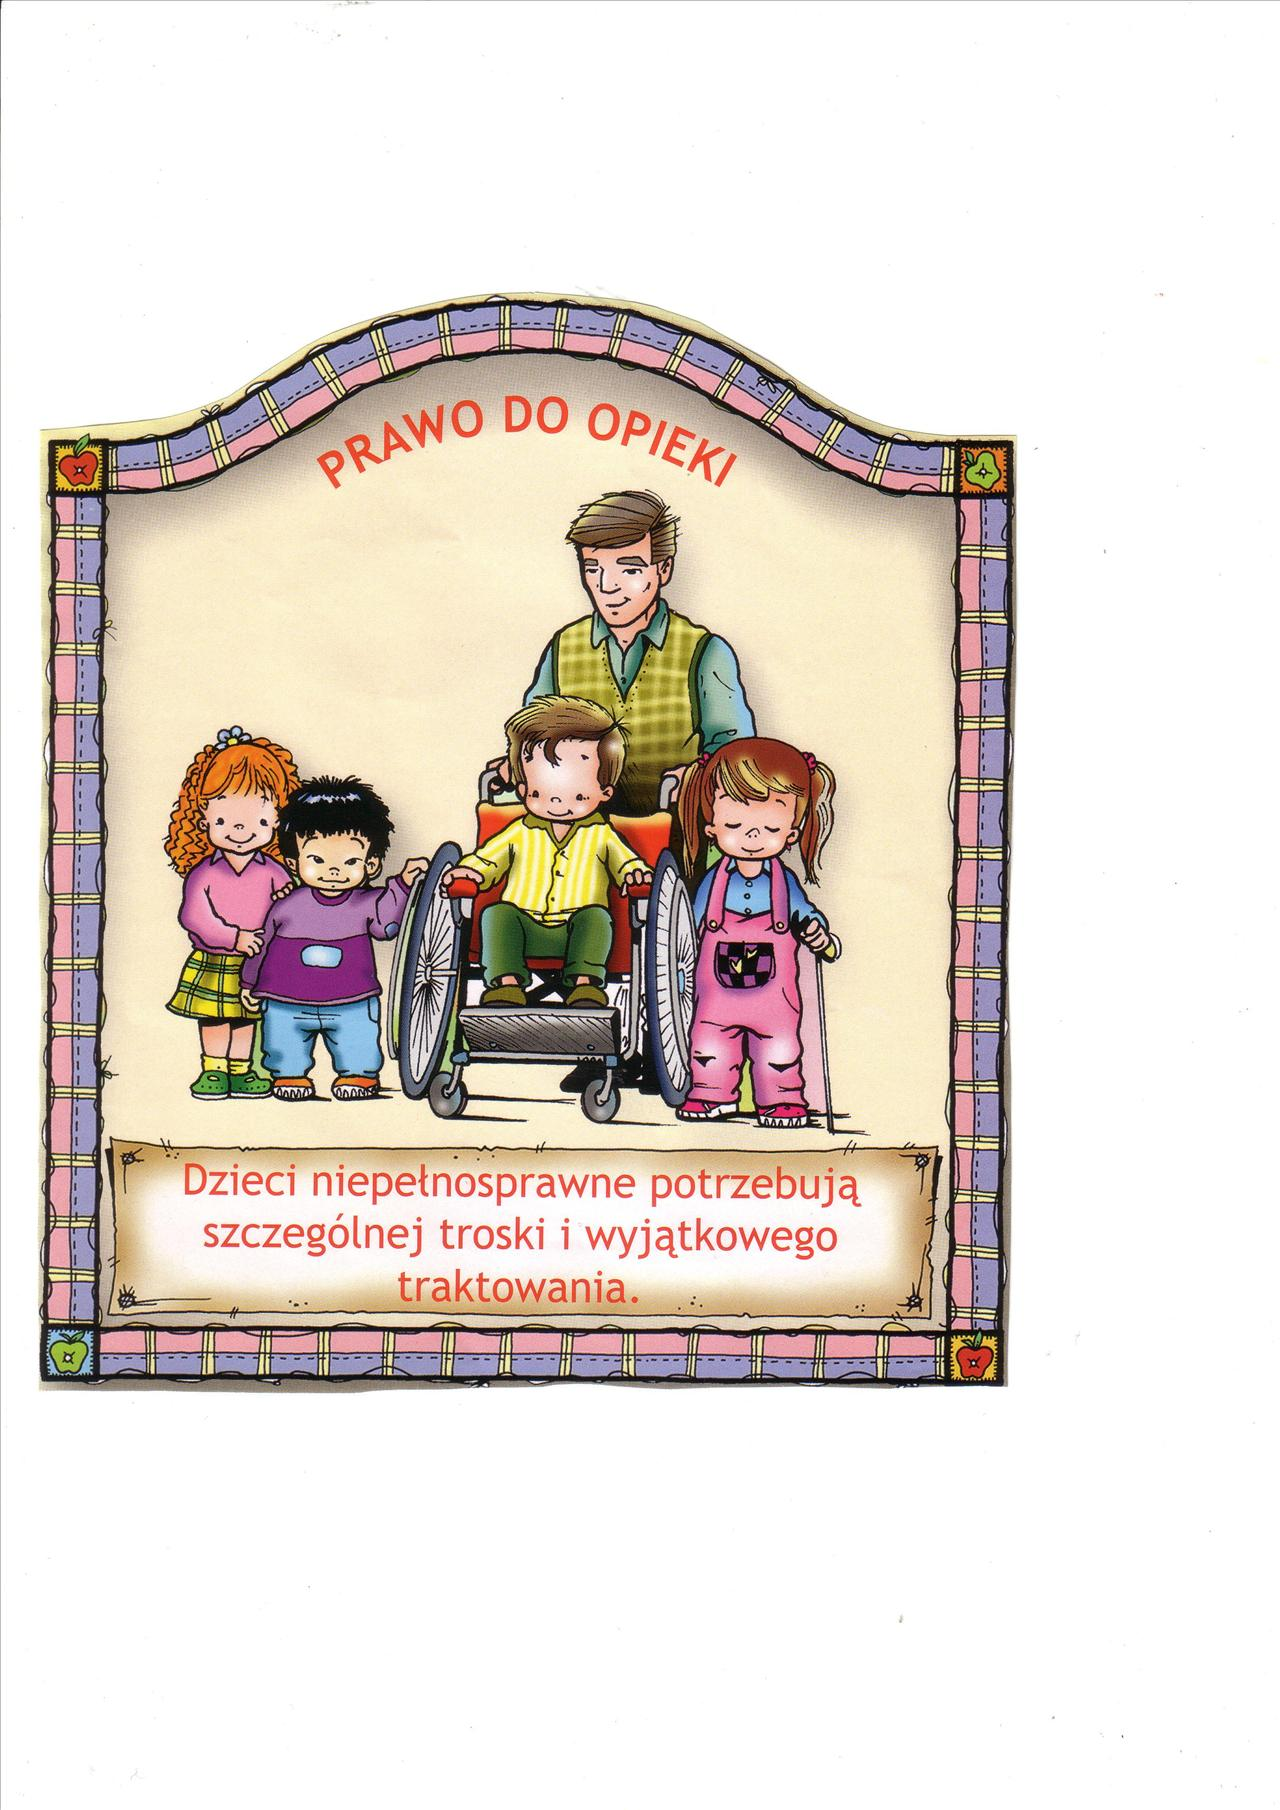 PRAWO DO OPIEKI
Dzieci niepełnosprawne potrzebują
szczególnej troski i wyjątkowego
traktowania.